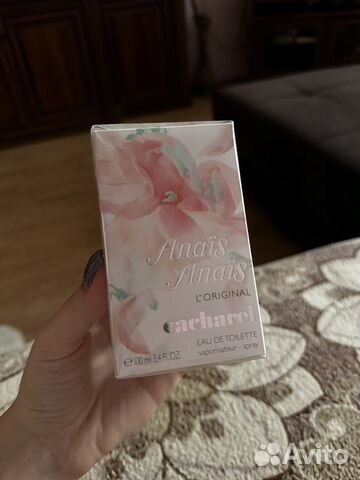 Anaïs
Anaïs
L'ORIGINAL
cacharel
EAU DE TOILETTE
vaporisateur - spray
e 100 ml 3.4 FL.OZ.
Avito